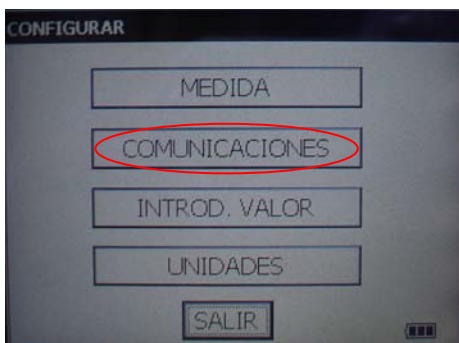 CONFIGURAR
MEDIDA
COMUNICACIONES
INTROD. VALOR
UNIDADES
SALIR